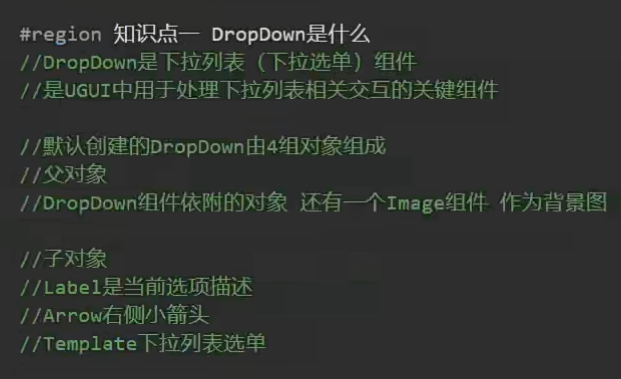 #region 知识点一 DropDown是什么
//DropDown是下拉列表（下拉选单）组件
//是UGUI中用于处理下拉列表相关交互的关键组件
//默认创建的DropDown由4组对象组成
//父对象
//DropDown组件依附的对象 还有一个Image组件 作为背景图
//子对象
//Label是当前选项描述
//Arrow右侧小箭头
//Template下拉列表选单